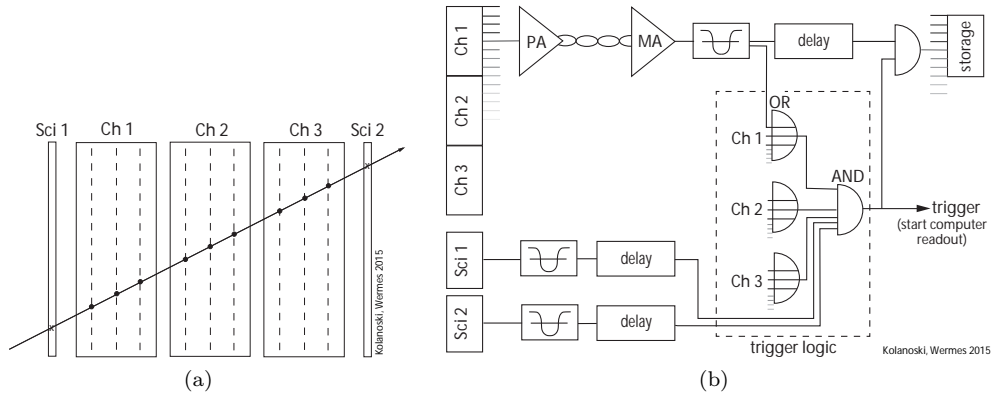 Sci 1
Ch 1
Ch 2
Ch 3
Sci 2
Kolanoski, Wermes 2015
(a)
Ch 1
Ch 2
Ch 3
PA
MA
delay
storage
OR
Ch 1
AND
Ch 2
trigger
(start computer
readout)
Ch 3
Sci 1
delay
Sci 2
delay
trigger logic
Kolanoski, Wermes 2015
(b)